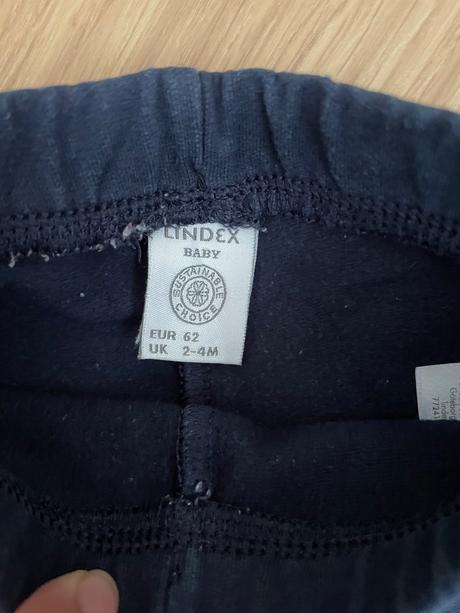 LINDEX
BABY
SUSTAINABLE
CHOICE
EUR 62
UK 2-4M